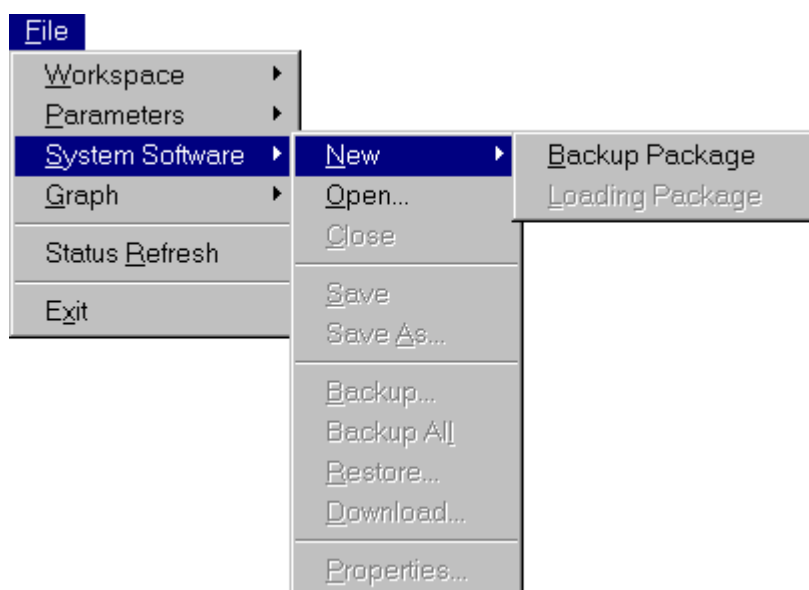 File
Workspace
Parameters
System Software
Graph
Status Refresh
Exit
New
Open...
Close
Save
Save As...
Backup...
Backup All
Restore...
Download...
Properties...
Backup Package
Loading Package